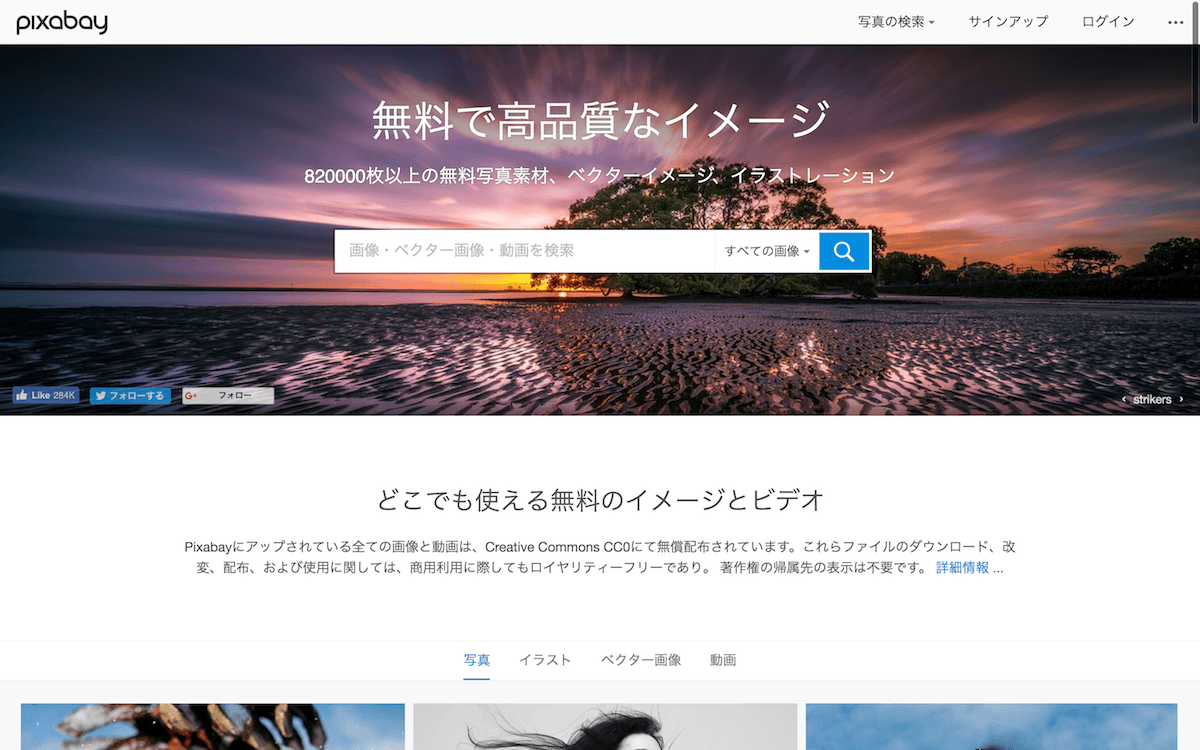 pixabay
写真の検索
サインアップ
ログイン
無料で高品質なイメージ
820000枚以上の無料写真素材、ベクターイメージ、イラストレーション
画像・ベクター画像・動画を検索
すべての画像
Like 284K
フォローする
G+ フォロー
‹ strikers ›
どこでも使える無料のイメージとビデオ
Pixabayにアップされている全ての画像と動画は、Creative Commons CC0にて無償配布されています。これらファイルのダウンロード、改
変、配布、および使用に関しては、商用利用に際してもロイヤリティーフリーであり。 著作権の帰属先の表示は不要です。 詳細情報 ...
写真
イラスト
ベクター画像
動画